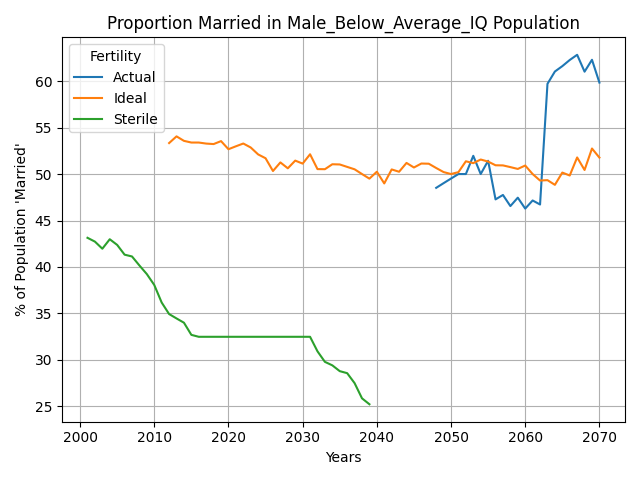 Proportion Married in Male_Below_Average_IQ Population
Fertility
Actual
Ideal
Sterile
% of Population 'Married'
60
55
50
45
40
35
30
25
2000 2010 2020 2030 2040 2050 2060 2070
Years